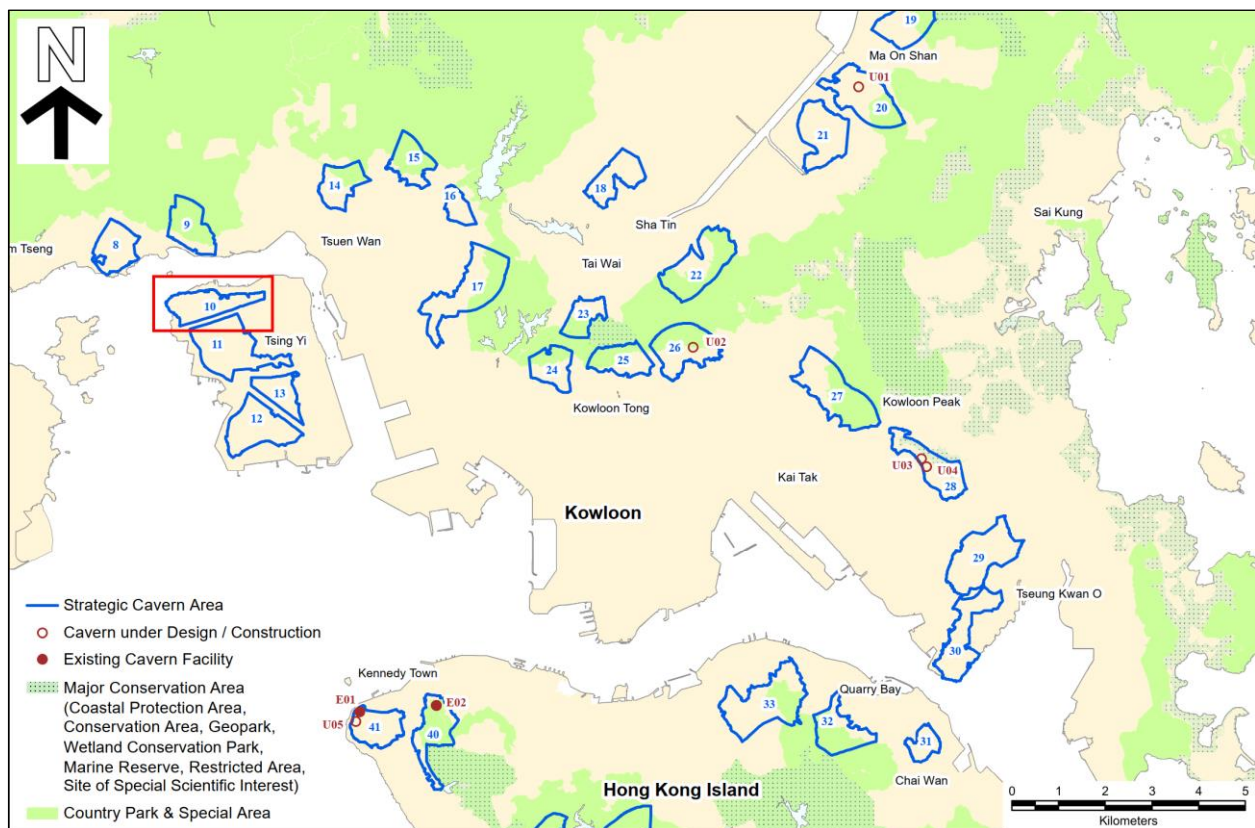 N
19
Ma On Shan
U01
20
21
15
14
16
18
Sai Kung
9
8
m Tseng
Tsuen Wan
Sha Tin
Tai Wai
22
17
10
23
11
Tsing Yi
26
U02
25
24
13
12
Kowloon Tong
27
Kowloon Peak
U03
U04
28
Kai Tak
Kowloon
29
Tseung Kwan O
30
Strategic Cavern Area
Cavern under Design / Construction
Existing Cavern Facility
Major Conservation Area
(Coastal Protection Area,
Conservation Area, Geopark,
Wetland Conservation Park,
Marine Reserve, Restricted Area,
Site of Special Scientific Interest)
Country Park & Special Area
Kennedy Town
E01
E02
U05
41
40
33
Quarry Bay
32
31
Chai Wan
Hong Kong Island
0 1 2 3 4 5
Kilometers